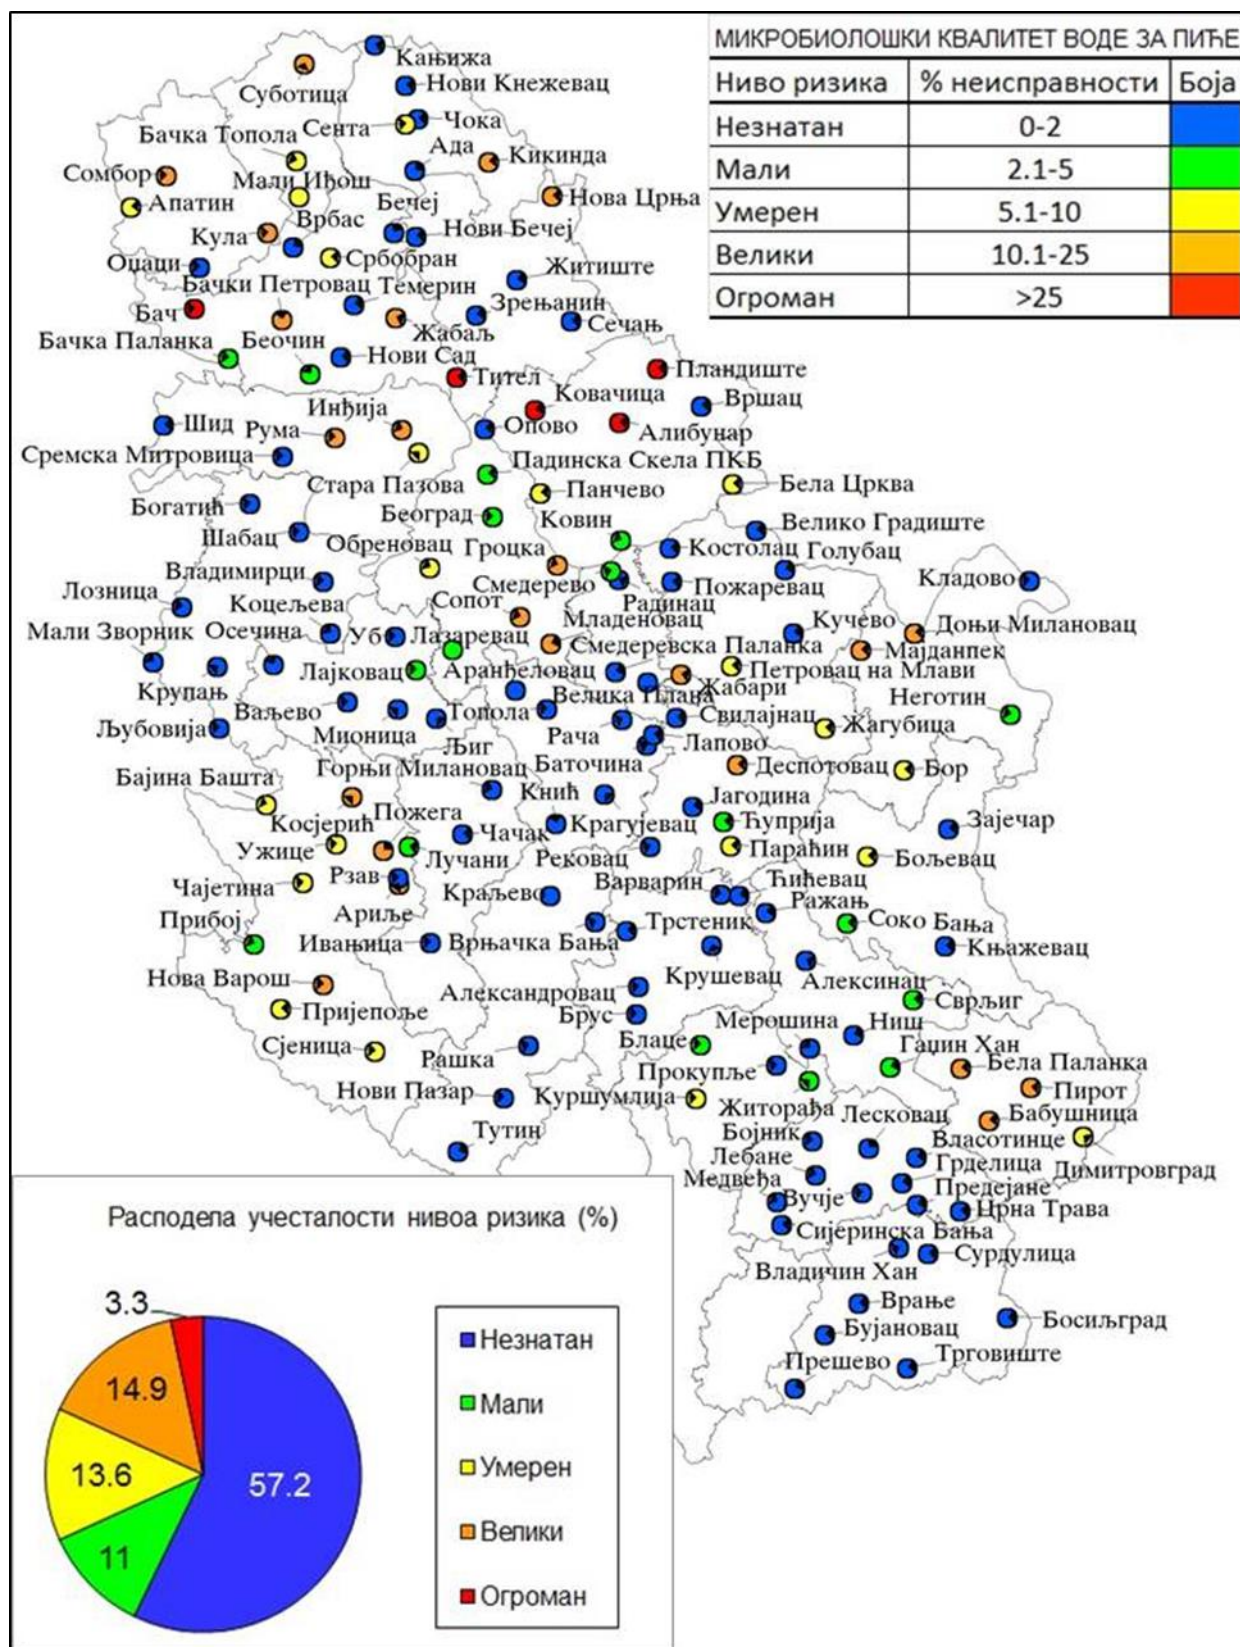 МИКРОБИОЛОШКИ КВАЛИТЕТ ВОДЕ ЗА ПИЋЕ
Ниво ризика % неисправности Боја
Незнатан 0-2
Мали 2.1-5
Умерен 5.1-10
Велики 10.1-25
Огроман >25
Кањижа
Суботица
Нови Кнежевац
Бачка Топола
Сента
Чока
Ада
Кикинда
Сомбор
Мали Иђош
Апатин
Нова Црња
Врбас
Бечеј
Кула
Нови Бечеј
Србобран
Оџаци
Житиште
Бачки Петровац
Темерин
Зрењанин
Бач
Жабаљ
Сечањ
Бачка Паланка
Беочин
Нови Сад
Тител
Пландиште
Ковачица
Вршац
Инђија
Шид
Рума
Опово
Алибунар
Сремска Митровица
Падинска Скела ПКБ
Стара Пазова
Панчево
Бела Црква
Богатић
Београд
Ковин
Велико Градиште
Шабац
Обреновац
Гроцка
Костолац
Голубац
Владимирци
Смедерево
Пожаревац
Кладово
Лозница
Коцељева
Сопот
Радинац
Младеновац
Мали Зворник
Осечина
Уб
Лазаревац
Кучево
Доњи Милановац
Смедеревска Паланка
Мајданпек
Лајковац
Аранђеловац
Петровац на Млави
Крупањ
Жабари
Велика Плана
Неготин
Ваљево
Топола
Свилајнац
Љубовија
Мионица
Жагубица
Љиг
Рача
Лапово
Баточина
Деспотовац
Бор
Бајина Башта
Горњи Милановац
Кнић
Јагодина
Пожега
Косјерић
Чачак
Крагујевац
Ћуприја
Зајечар
Ужице
Лучани
Рековац
Параћин
Бољевац
Чајетина
Рзав
Краљево
Варварин
Ћићевац
Ариље
Ражањ
Прибој
Трстеник
Соко Бања
Ивањица
Врњачка Бања
Књажевац
Крушевац
Нова Варош
Алексинац
Александровац
Сврљиг
Пријепоље
Брус
Мерошина
Ниш
Сјеница
Рашка
Блаце
Гаџин Хан
Бела Паланка
Прокупље
Нови Пазар
Куршумлија
Пирот
Житорађа
Лесковац
Бабушница
Тутин
Бојник
Власотинце
Лебане
Грделица
Димитровград
Медвеђа
Вучје
Предејане
Црна Трава
Сијеринска Бања
Сурдулица
Владичин Хан
Врање
Босиљград
Бујановац
Прешево
Трговиште
Расподела учесталости нивоа ризика (%)
3.3
14.9
13.6
11
57.2
Незнатан
Мали
Умерен
Велики
Огроман